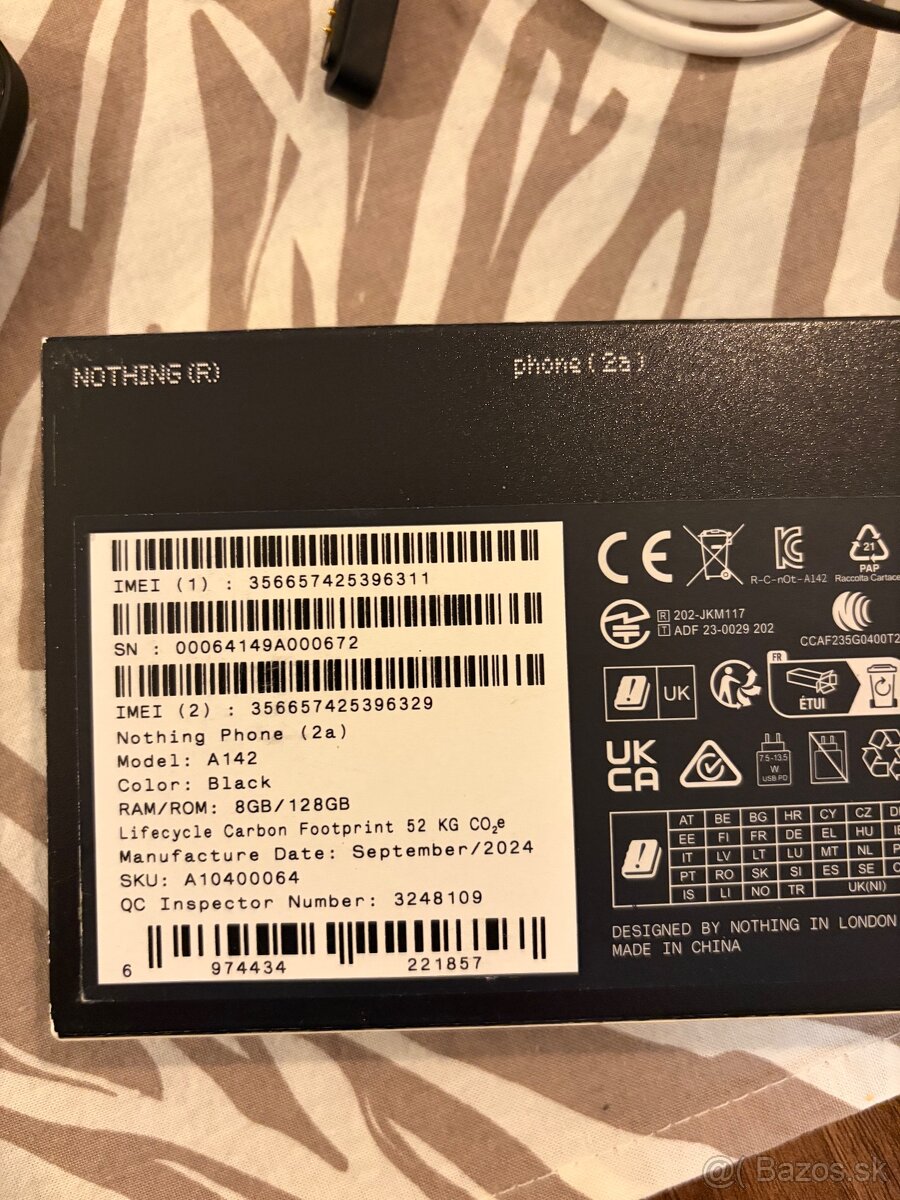 NOTHING (R)
phone (2a)
IMEI (1) : 356657425396311
SN : 00064149A000672
IMEI (2) : 356657425396329
Nothing Phone (2a)
Model: A142
Color: Black
RAM/ROM: 8GB/128GB
Lifecycle Carbon Footprint 52 KG CO₂e
Manufacture Date: September/2024
SKU: A10400064
QC Inspector Number: 3248109
6 974434 221857
CE
R-C-nOt-A142
21
PAP
Raccolta Cartace
R 202-JKM117
T ADF 23-0029 202
CCAF235G0400T2
UK
FR
ÉTUI
UK
CA
7.5-13.5
W
USB PD
AT BE BG HR CY CZ
EE FI FR DE EL HU
IT LV LT LU MT NL
PT RO SK SI ES SE
IS LI NO TR UK(NI)
DESIGNED BY NOTHING IN LONDON
MADE IN CHINA
@( Bazos.sk